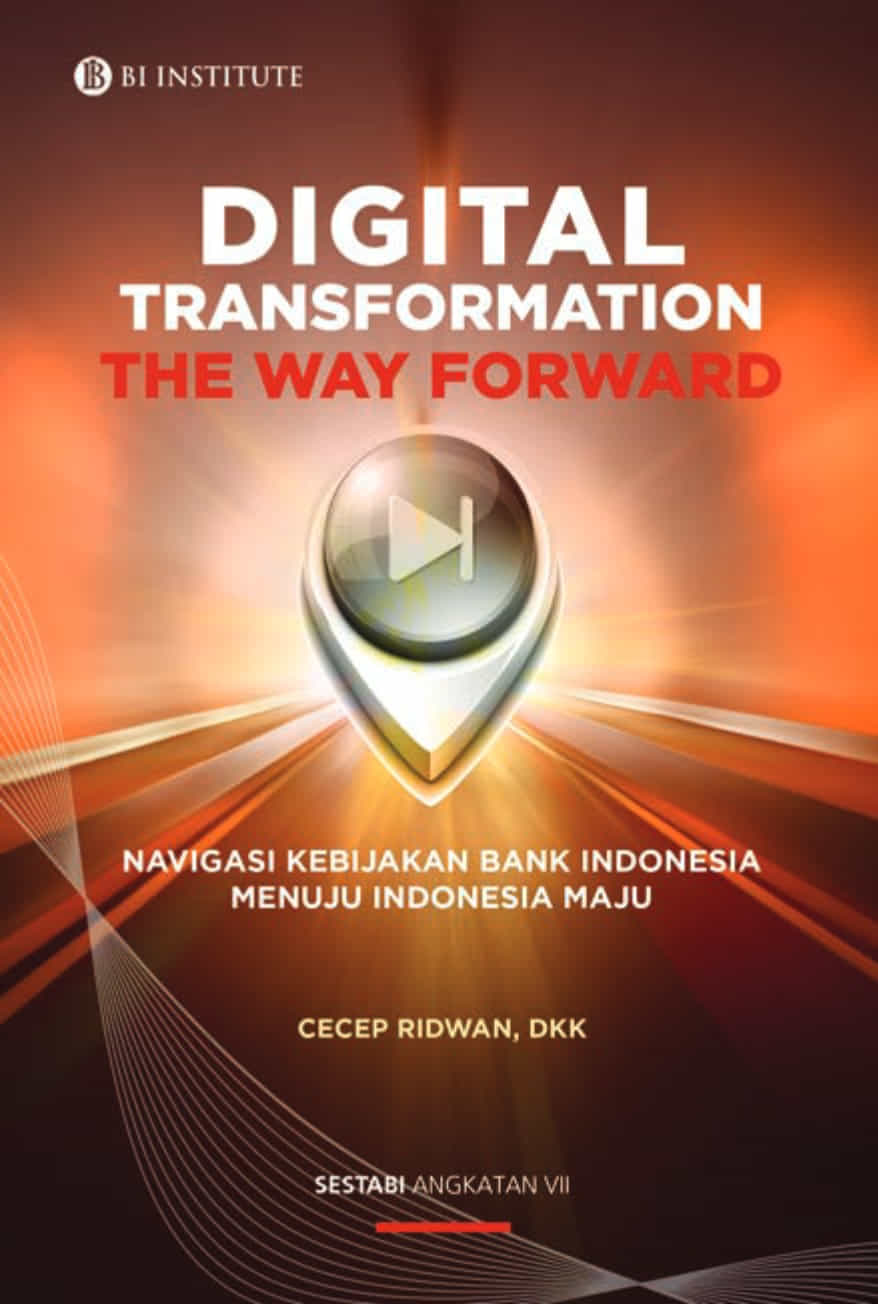 BI INSTITUTE
DIGITAL
TRANSFORMATION
THE WAY FORWARD
NAVIGASI KEBIJAKAN BANK INDONESIA
MENUJU INDONESIA MAJU
CECEP RIDWAN, DKK
SESTABI ANGKATAN VII